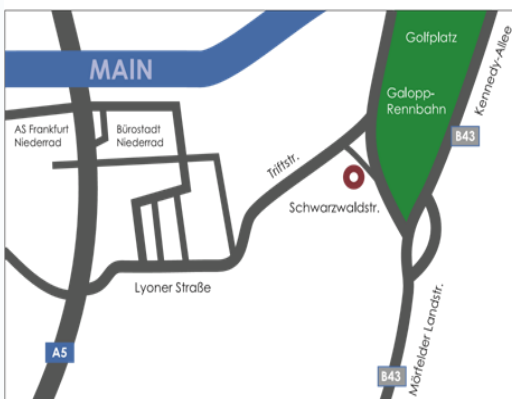 Golfplatz
MAIN
Kennedy-Allee
Galopp-
Rennbahn
AS Frankfurt
Niederrad
Bürostadt
Niederrad
B43
Triftstr.
Schwarzwaldstr.
Lyoner Straße
Mörfelder Landstr.
A5
B43